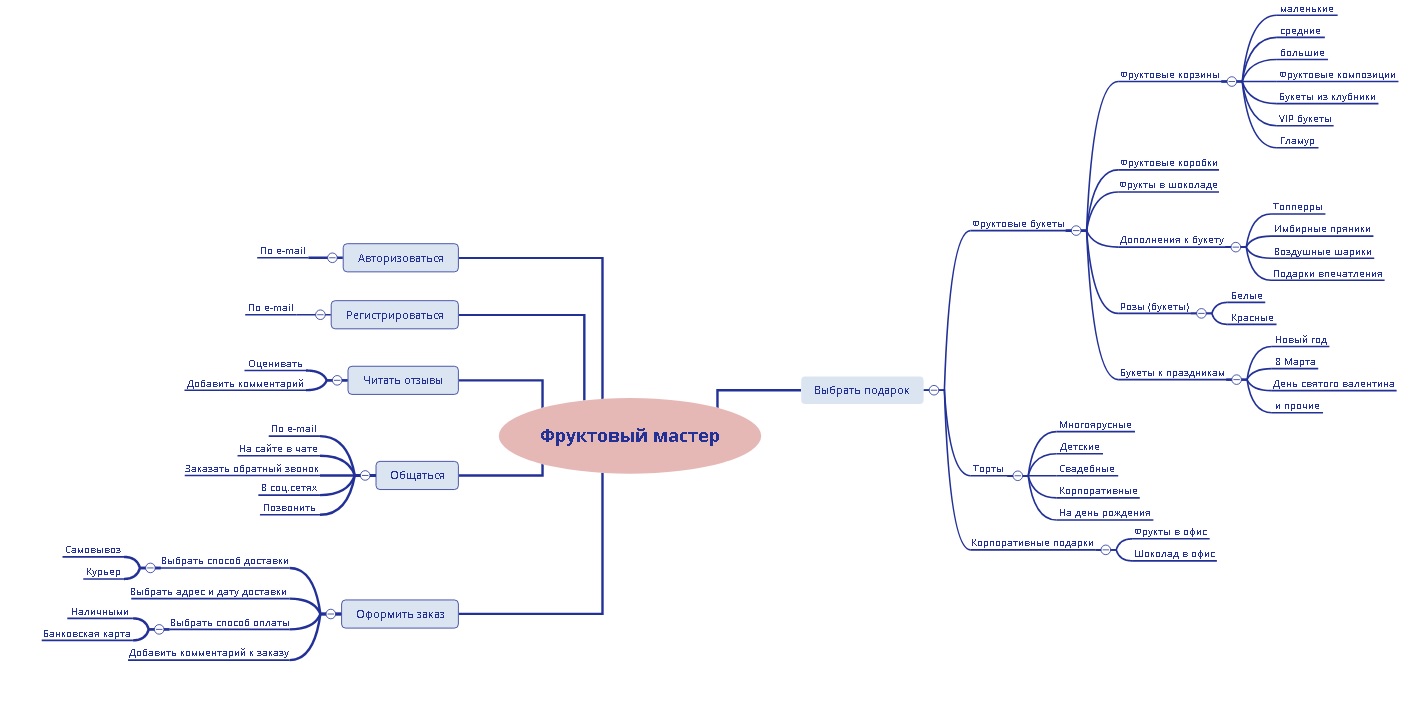 Фруктовый мастер
Авторизоваться
По e-mail
Регистрироваться
По e-mail
Читать отзывы
Оценивать
Добавить комментарий
Общаться
По e-mail
На сайте в чате
Заказать обратный звонок
В соц.сетях
Позвонить
Оформить заказ
Выбрать способ доставки
Самовывоз
Курьер
Выбрать адрес и дату доставки
Выбрать способ оплаты
Наличными
Банковская карта
Добавить комментарий к заказу
Выбрать подарок
Фруктовые букеты
Фруктовые корзины
маленькие
средние
большие
Фруктовые композиции
Букеты из клубники
VIP букеты
Гламур
Фруктовые коробки
Фрукты в шоколаде
Дополнения к букету
Топперры
Имбирные пряники
Воздушные шарики
Подарки впечатления
Розы (букеты)
Белые
Красные
Букеты к праздникам
Новый год
8 Марта
День святого валентина
и прочие
Торты
Многоярусные
Детские
Свадебные
Корпоративные
На день рождения
Корпоративные подарки
Фрукты в офис
Шоколад в офис